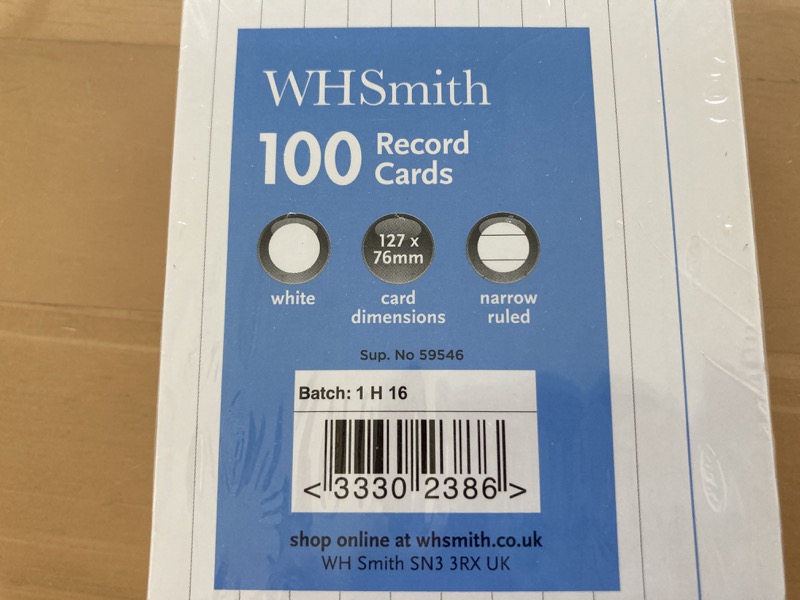 WHSmith
100 Record
Cards
127 x
76mm
white
card
dimensions
narrow
ruled
Sup. No 59546
Batch: 1 H 16
<3330 2386>
shop online at whsmith.co.uk
WH Smith SN3 3RX UK